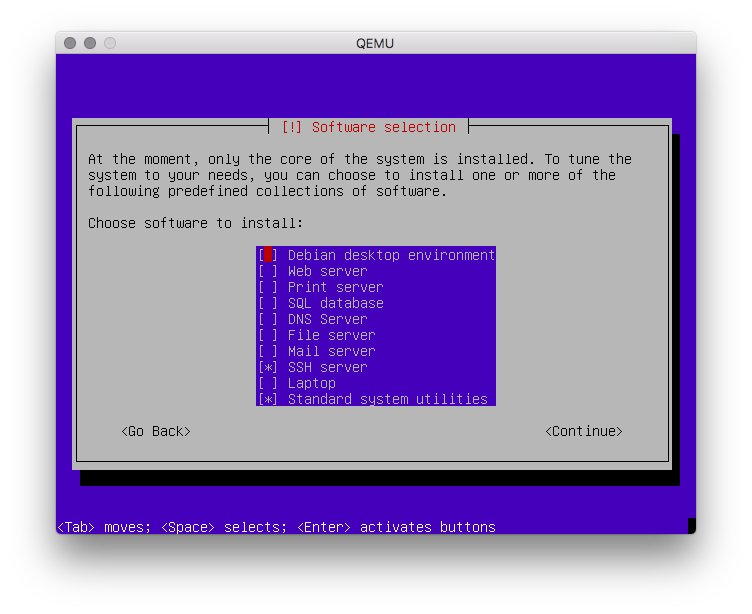 QEMU
[!] Software selection
At the moment, only the core of the system is installed. To tune the
system to your needs, you can choose to install one or more of the
following predefined collections of software.
Choose software to install:
[ ] Debian desktop environment
[ ] Web server
[ ] Print server
[ ] SQL database
[ ] DNS Server
[ ] File server
[ ] Mail server
[*] SSH server
[ ] Laptop
[*] Standard system utilities
<Go Back> <Continue>
<Tab> moves; <Space> selects; <Enter> activates buttons